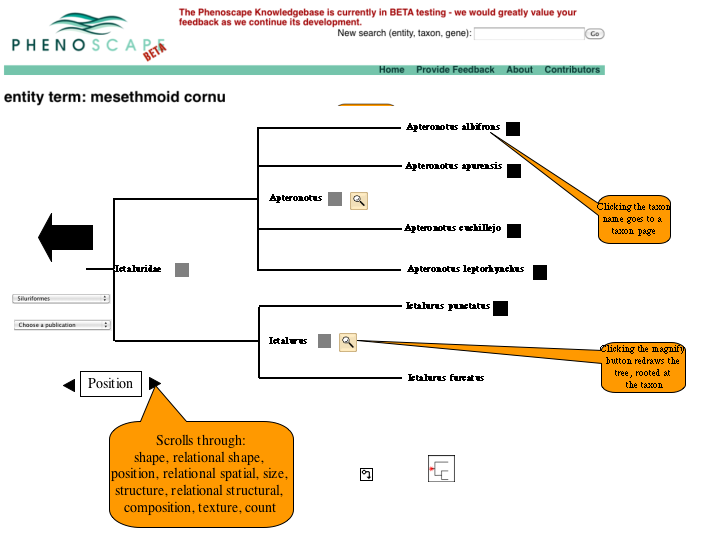 The Phenoscape Knowledgebase is currently in BETA testing - we would greatly value your
feedback as we continue its development.
New search (entity, taxon, gene):
Go
PHENOSCAPE
BETA
Home Provide Feedback About Contributors
entity term: mesethmoid cornu
Apteronotus albifrons
Apteronotus apurensis
Apteronotus
Clicking the taxon
name goes to a
taxon page
Apteronotus cuchillejo
Ictaluridae
Apteronotus leptorhynchus
Siluriformes
Ictalurus punctatus
Choose a publication
Ictalurus
Clicking the magnify
button redraws the
tree, rooted at
the taxon
Ictalurus furcatus
Position
Scrolls through:
shape, relational shape,
position, relational spatial, size,
structure, relational structural,
composition, texture, count